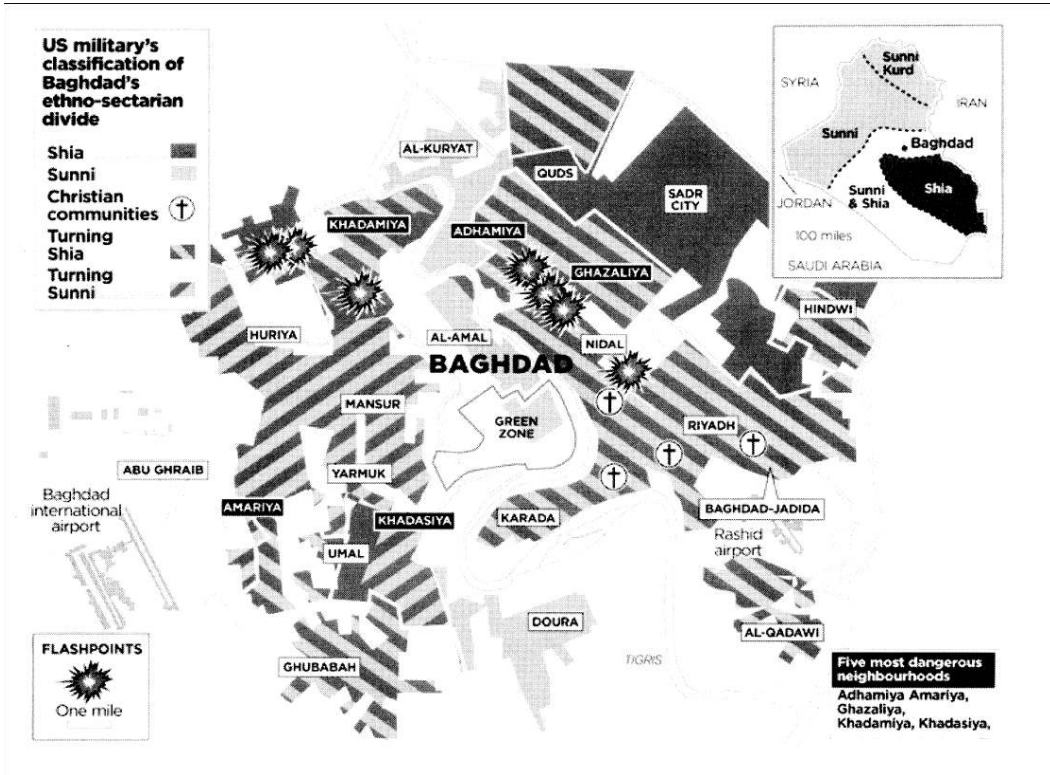 US military's
classification of
Baghdad's
ethno-sectarian
divide
Shia
Sunni
Christian
communities
Turning
Shia
Turning
Sunni
SYRIA
Sunni
Kurd
IRAN
Sunni
Baghdad
Shia
JORDAN
Sunni
& Shia
100 miles
SAUDI ARABIA
AL-KURYAT
QUDS
SADR
CITY
KHADAMIYA
ADHAMIYA
GHAZALIYA
HINDWI
HURIYA
AL-AMAL
NIDAL
BAGHDAD
MANSUR
GREEN
ZONE
RIYADH
ABU GHRAIB
YARMUK
Baghdad
international
airport
AMARIYA
KHADASIYA
KARADA
BAGHDAD-JADIDA
Rashid
airport
UMAL
DOURA
AL-QADAWI
GHUBABAH
TIGRIS
FLASHPOINTS
One mile
Five most dangerous
neighbourhoods
Adhamiya Amariya,
Ghazaliya,
Khadamiya, Khadasiya,